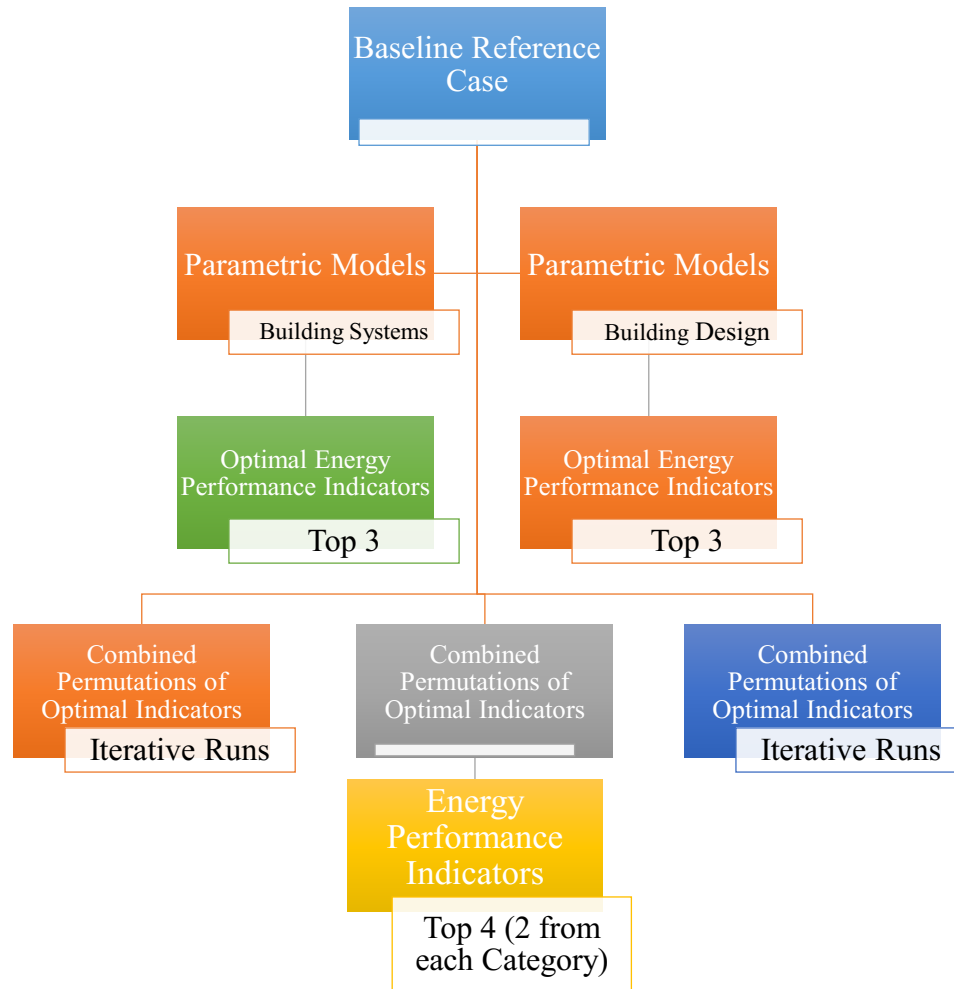 Baseline Reference
Case
Parametric Models
Building Systems
Parametric Models
Building Design
Optimal Energy
Performance Indicators
Top 3
Optimal Energy
Performance Indicators
Top 3
Combined
Permutations of
Optimal Indicators
Iterative Runs
Combined
Permutations of
Optimal Indicators
Combined
Permutations of
Optimal Indicators
Iterative Runs
Energy
Performance
Indicators
Top 4 (2 from
each Category)